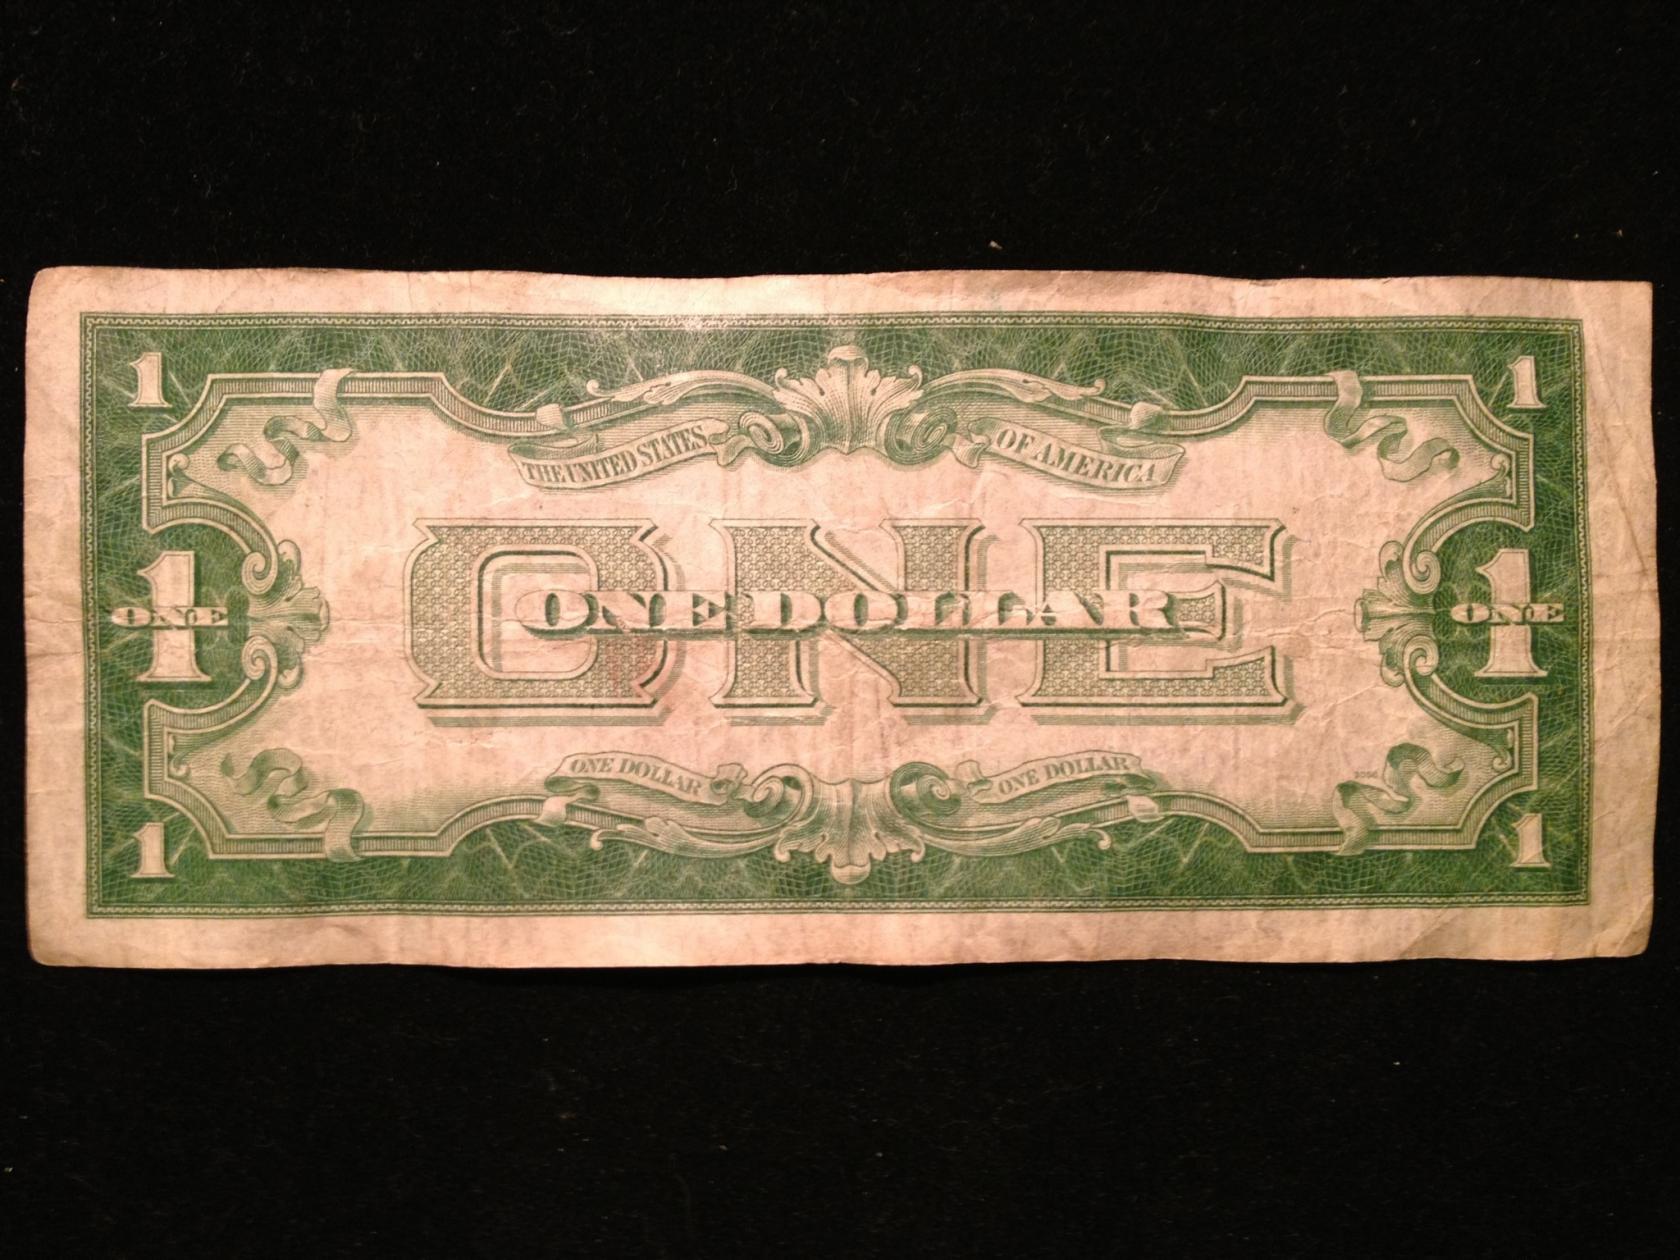 1 1
THE UNITED STATES OF AMERICA
ONE
1 ONE ONE DOLLAR 1 ONE
ONE DOLLAR ONE DOLLAR
1 1